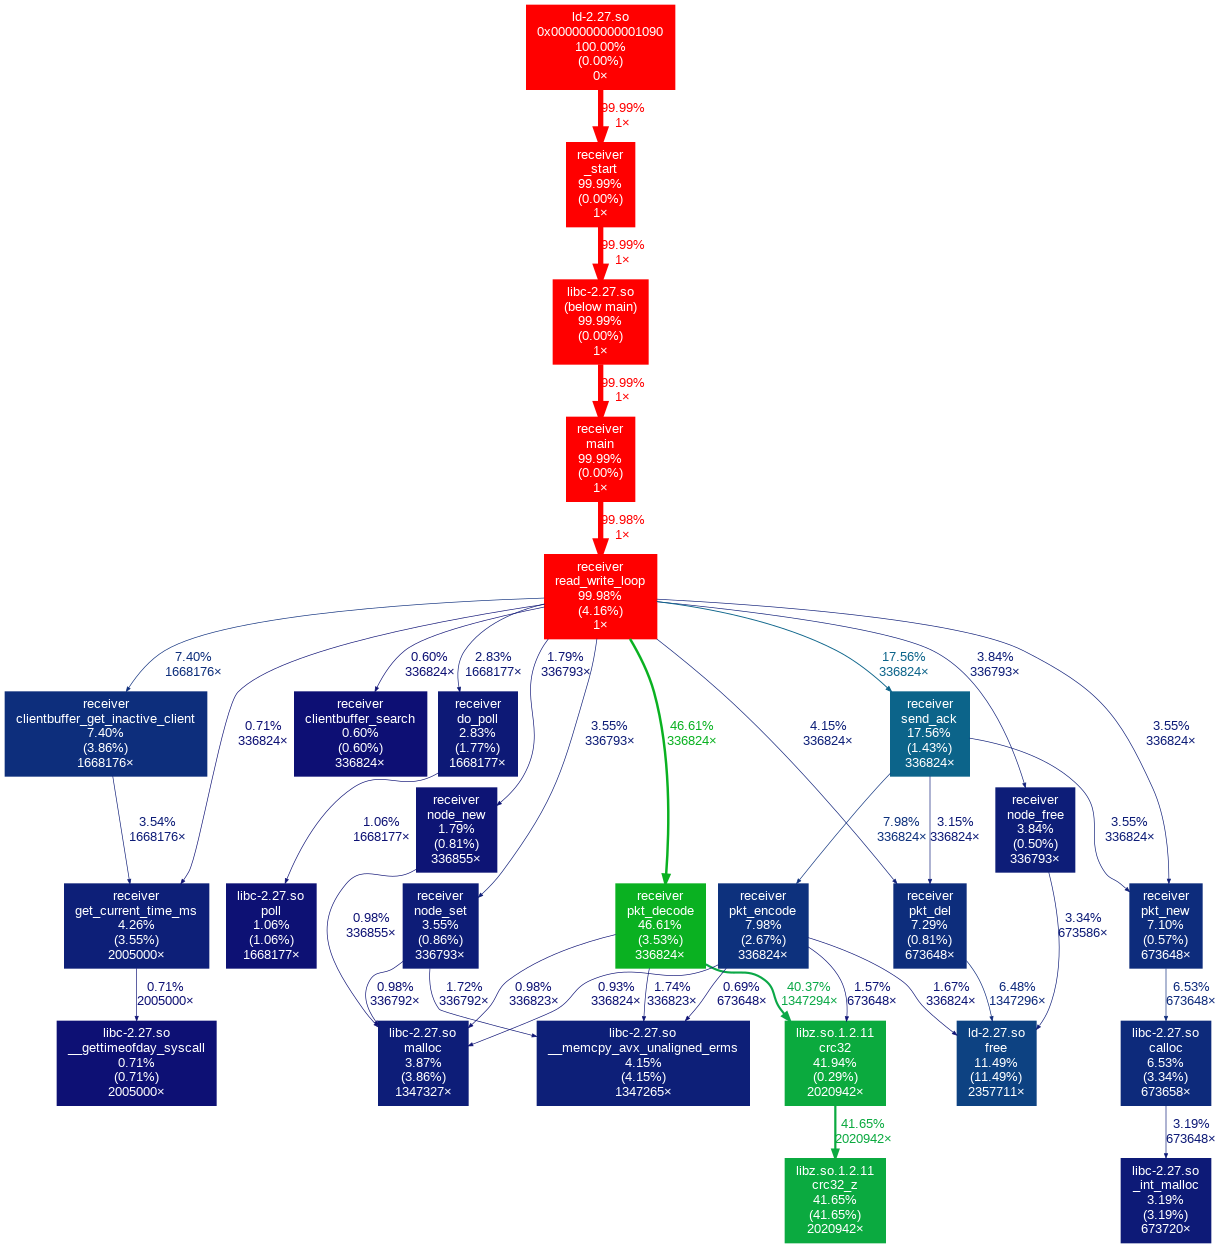 ld-2.27.so
0x0000000000001090
100.00%
(0.00%)
0×
99.99%
1×
receiver
_start
99.99%
(0.00%)
1×
99.99%
1×
libc-2.27.so
(below main)
99.99%
(0.00%)
1×
99.99%
1×
receiver
main
99.99%
(0.00%)
1×
99.98%
1×
receiver
read_write_loop
99.98%
(4.16%)
1×
7.40%
1668176×
0.71%
336824×
0.60%
336824×
2.83%
1668177×
1.79%
336793×
3.55%
336793×
46.61%
336824×
4.15%
336824×
17.56%
336824×
3.84%
336793×
3.55%
336824×
receiver
clientbuffer_get_inactive_client
7.40%
(3.86%)
1668176×
receiver
clientbuffer_search
0.60%
(0.60%)
336824×
receiver
do_poll
2.83%
(1.77%)
1668177×
receiver
send_ack
17.56%
(1.43%)
336824×
3.54%
1668176×
1.06%
1668177×
receiver
node_new
1.79%
(0.81%)
336855×
7.98%
336824×
3.15%
336824×
receiver
node_free
3.84%
(0.50%)
336793×
3.55%
336824×
receiver
get_current_time_ms
4.26%
(3.55%)
2005000×
libc-2.27.so
poll
1.06%
(1.06%)
1668177×
0.98%
336855×
receiver
node_set
3.55%
(0.86%)
336793×
receiver
pkt_decode
46.61%
(3.53%)
336824×
receiver
pkt_encode
7.98%
(2.67%)
336824×
receiver
pkt_del
7.29%
(0.81%)
673648×
3.34%
673586×
receiver
pkt_new
7.10%
(0.57%)
673648×
0.71%
2005000×
0.98%
336792×
1.72%
336792×
0.98%
336823×
0.93%
336824×
1.74%
336823×
0.69%
673648×
40.37%
1347294×
1.57%
673648×
1.67%
336824×
6.48%
1347296×
6.53%
673648×
libc-2.27.so
__gettimeofday_syscall
0.71%
(0.71%)
2005000×
libc-2.27.so
malloc
3.87%
(3.86%)
1347327×
libc-2.27.so
__memcpy_avx_unaligned_erms
4.15%
(4.15%)
1347265×
libz.so.1.2.11
crc32
41.94%
(0.29%)
2020942×
ld-2.27.so
free
11.49%
(11.49%)
2357711×
libc-2.27.so
calloc
6.53%
(3.34%)
673658×
41.65%
2020942×
3.19%
673648×
libz.so.1.2.11
crc32_z
41.65%
(41.65%)
2020942×
libc-2.27.so
_int_malloc
3.19%
(3.19%)
673720×